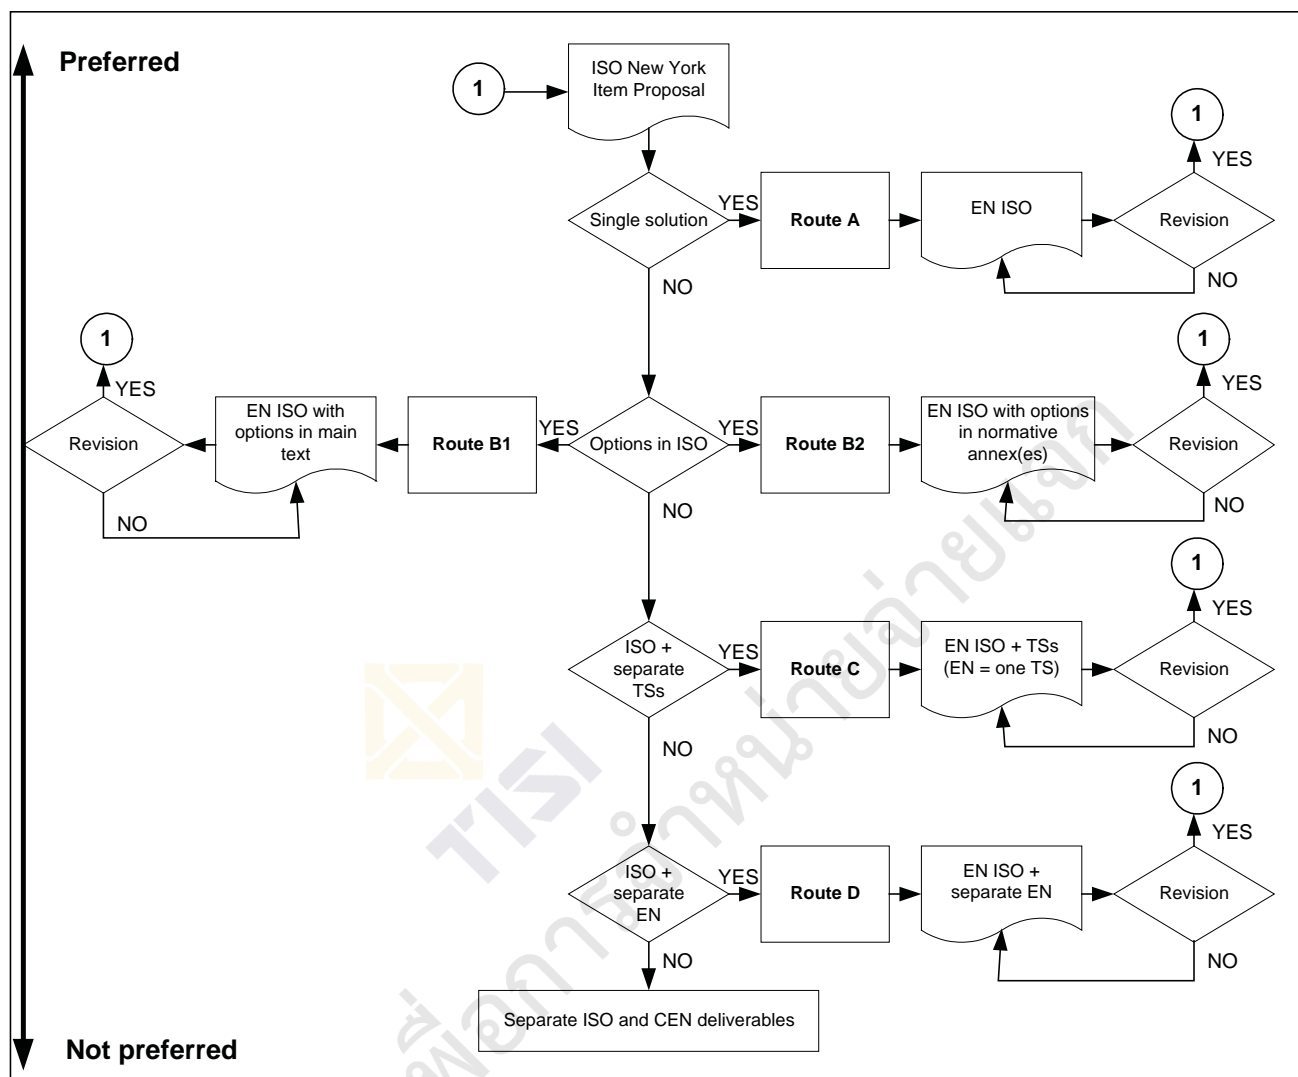 Preferred
1
ISO New York
Item Proposal
1
YES
Single solution
YES
Route A
EN ISO
Revision
NO
NO
1
YES
Revision
NO
EN ISO with
options in main
text
Route B1
YES
Options in ISO
YES
Route B2
EN ISO with options
in normative
annex(es)
Revision
1
YES
NO
NO
ISO +
separate
TSs
YES
Route C
EN ISO + TSs
(EN = one TS)
Revision
1
YES
NO
NO
ISO +
separate
EN
YES
Route D
EN ISO +
separate EN
Revision
1
YES
NO
NO
Separate ISO and CEN deliverables
Not preferred
TISI